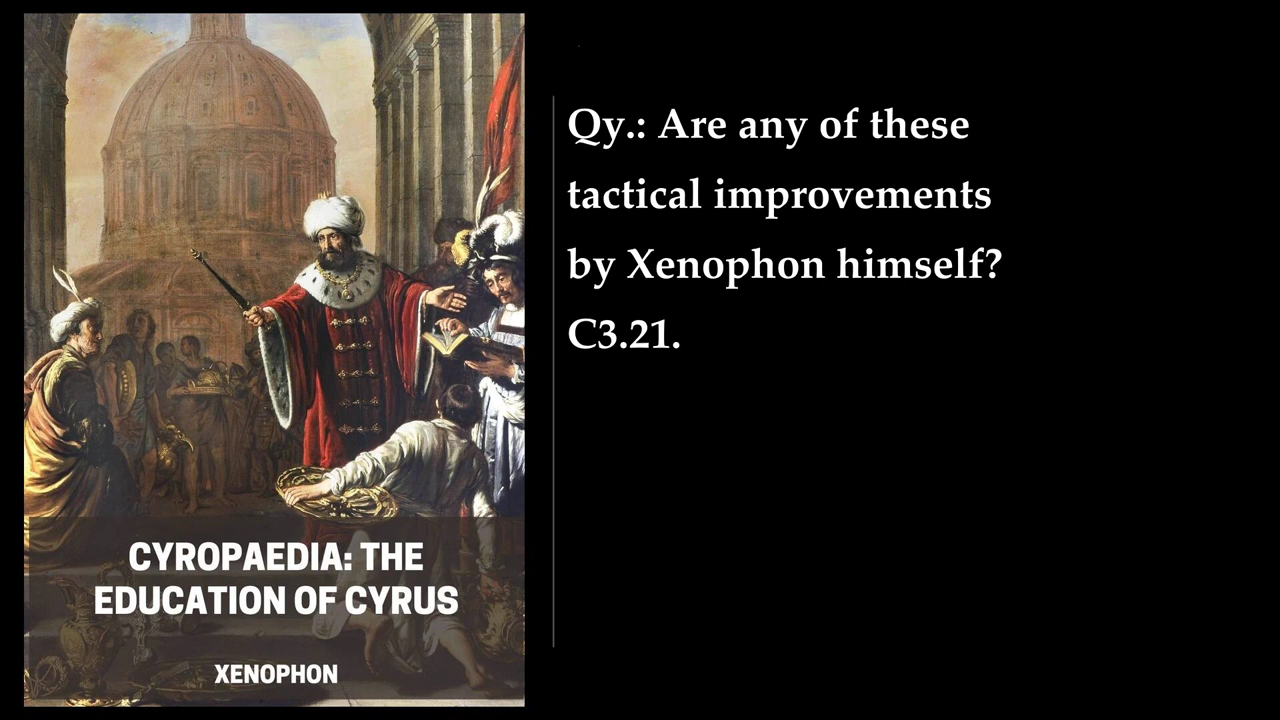 CYROPAEDIA: THE
EDUCATION OF CYRUS
XENOPHON
Qy.: Are any of these
tactical improvements
by Xenophon himself?
C3.21.